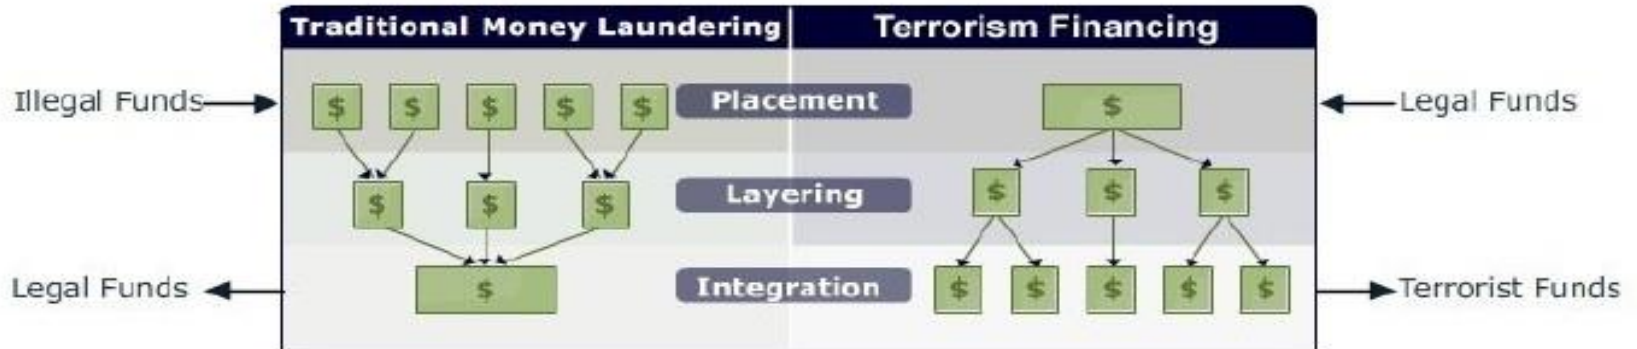 Traditional Money Laundering
Terrorism Financing
Illegal Funds
$ $ $ $ $
Placement
$
Legal Funds
$ $ $
Layering
$ $ $
Legal Funds
$
Integration
$ $ $ $ $
Terrorist Funds